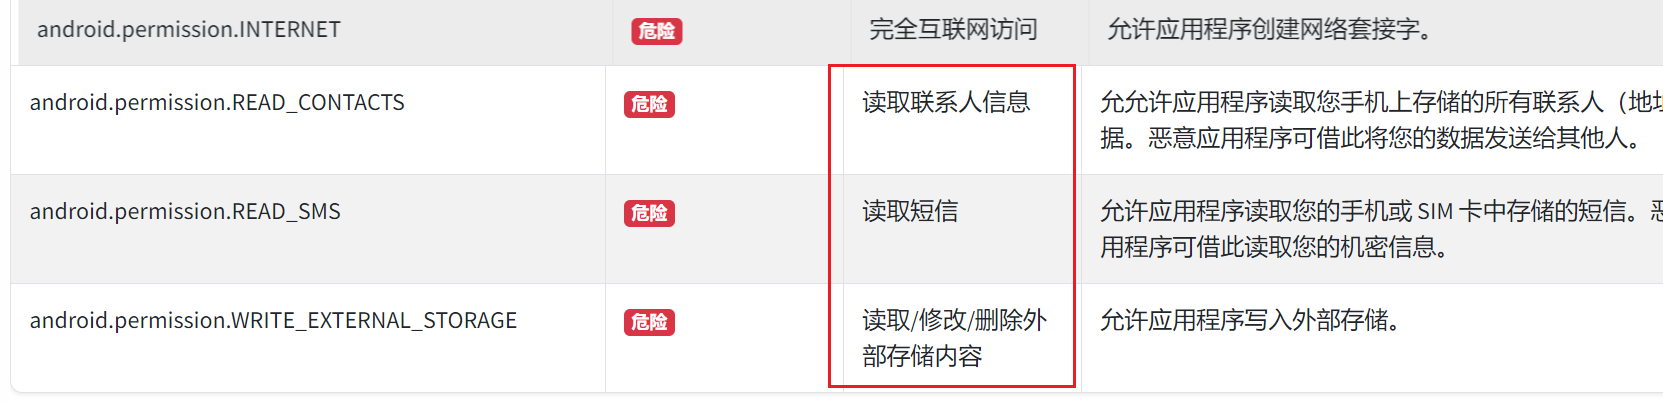 android.permission.INTERNET 危险 完全互联网访问 允许应用程序创建网络套接字。
android.permission.READ_CONTACTS 危险 读取联系人信息 允允许应用程序读取您手机上存储的所有联系人（地
据。恶意应用程序可借此将您的数据发送给其他人。
android.permission.READ_SMS 危险 读取短信 允许应用程序读取您的手机或 SIM 卡中存储的短信。
用程序可借此读取您的机密信息。
android.permission.WRITE_EXTERNAL_STORAGE 危险 读取/修改/删除外 允许应用程序写入外部存储。
部存储内容